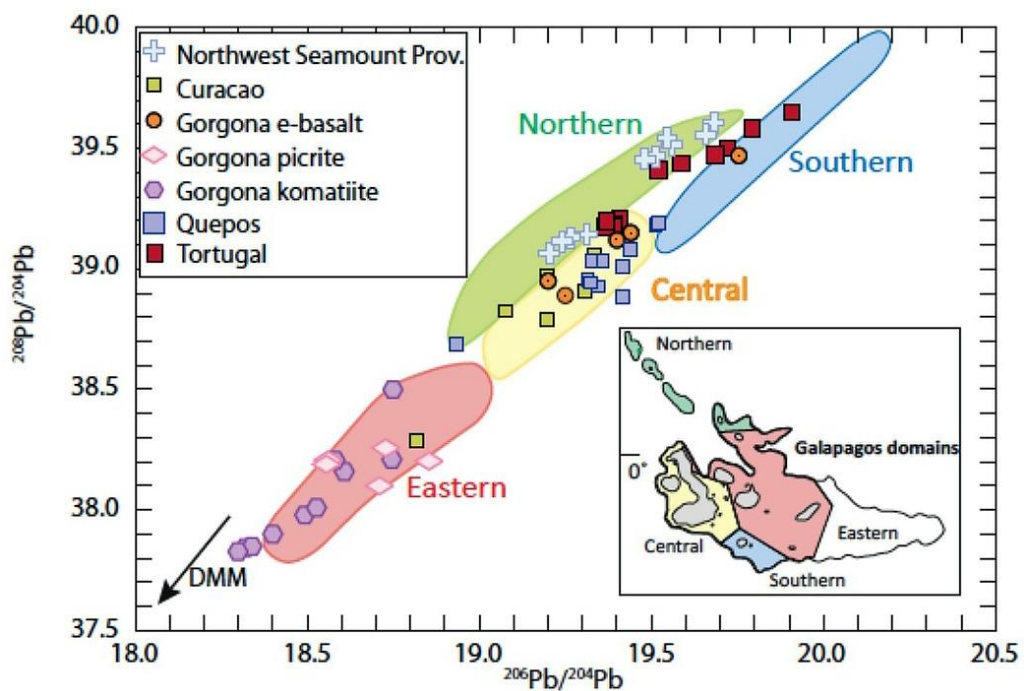 40.0
39.5
39.0
38.5
38.0
37.5
²⁰⁸Pb/²⁰⁴Pb
Northwest Seamount Prov.
Curacao
Gorgona e-basalt
Gorgona picrite
Gorgona komatiite
Quepos
Tortugal
Northern
Southern
Central
Eastern
DMM
Northern
Galapagos domains
0°
Eastern
Central
Southern
18.0 18.5 19.0 19.5 20.0 20.5
²⁰⁶Pb/²⁰⁴Pb